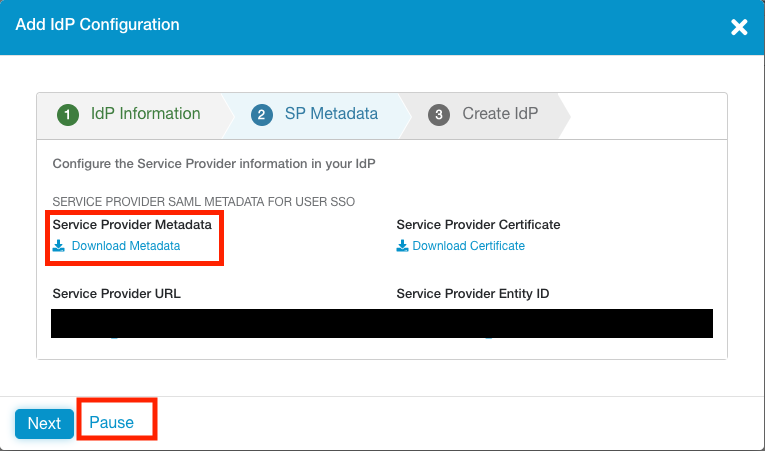 Add IdP Configuration
1 IdP Information 2 SP Metadata 3 Create IdP
Configure the Service Provider information in your IdP
SERVICE PROVIDER SAML METADATA FOR USER SSO
Service Provider Metadata Service Provider Certificate
Download Metadata Download Certificate
Service Provider URL Service Provider Entity ID
Next Pause